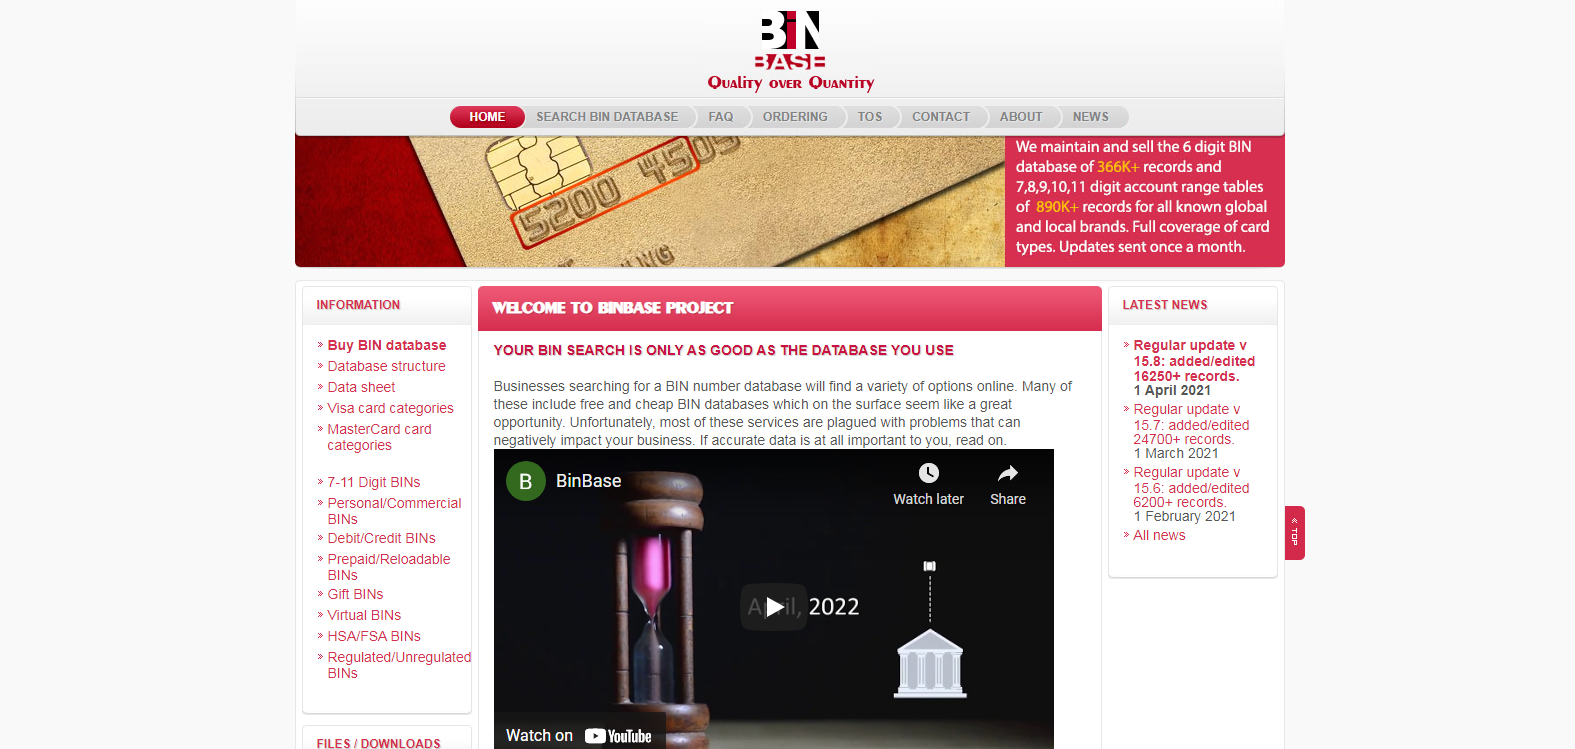 BiN
BASE
Quality over Quantity
HOME
SEARCH BIN DATABASE
FAQ
ORDERING
TOS
CONTACT
ABOUT
NEWS
5200 4505
We maintain and sell the 6 digit BIN
database of 366K+ records and
7,8,9,10,11 digit account range tables
of 890K+ records for all known global
and local brands. Full coverage of card
types. Updates sent once a month.
INFORMATION
Buy BIN database
Database structure
Data sheet
Visa card categories
MasterCard card
categories
7-11 Digit BINs
Personal/Commercial
BINs
Debit/Credit BINs
Prepaid/Reloadable
BINs
Gift BINs
Virtual BINs
HSA/FSA BINs
Regulated/Unregulated
BINs
FILES / DOWNLOADS
WELCOME TO BINBASE PROJECT
YOUR BIN SEARCH IS ONLY AS GOOD AS THE DATABASE YOU USE
Businesses searching for a BIN number database will find a variety of options online. Many of
these include free and cheap BIN databases which on the surface seem like a great
opportunity. Unfortunately, most of these services are plagued with problems that can
negatively impact your business. If accurate data is at all important to you, read on.
B
BinBase
Watch later
Share
April, 2022
Watch on YouTube
LATEST NEWS
Regular update v
15.8: added/edited
16250+ records.
1 April 2021
Regular update v
15.7: added/edited
24700+ records.
1 March 2021
Regular update v
15.6: added/edited
6200+ records.
1 February 2021
All news
« TOP